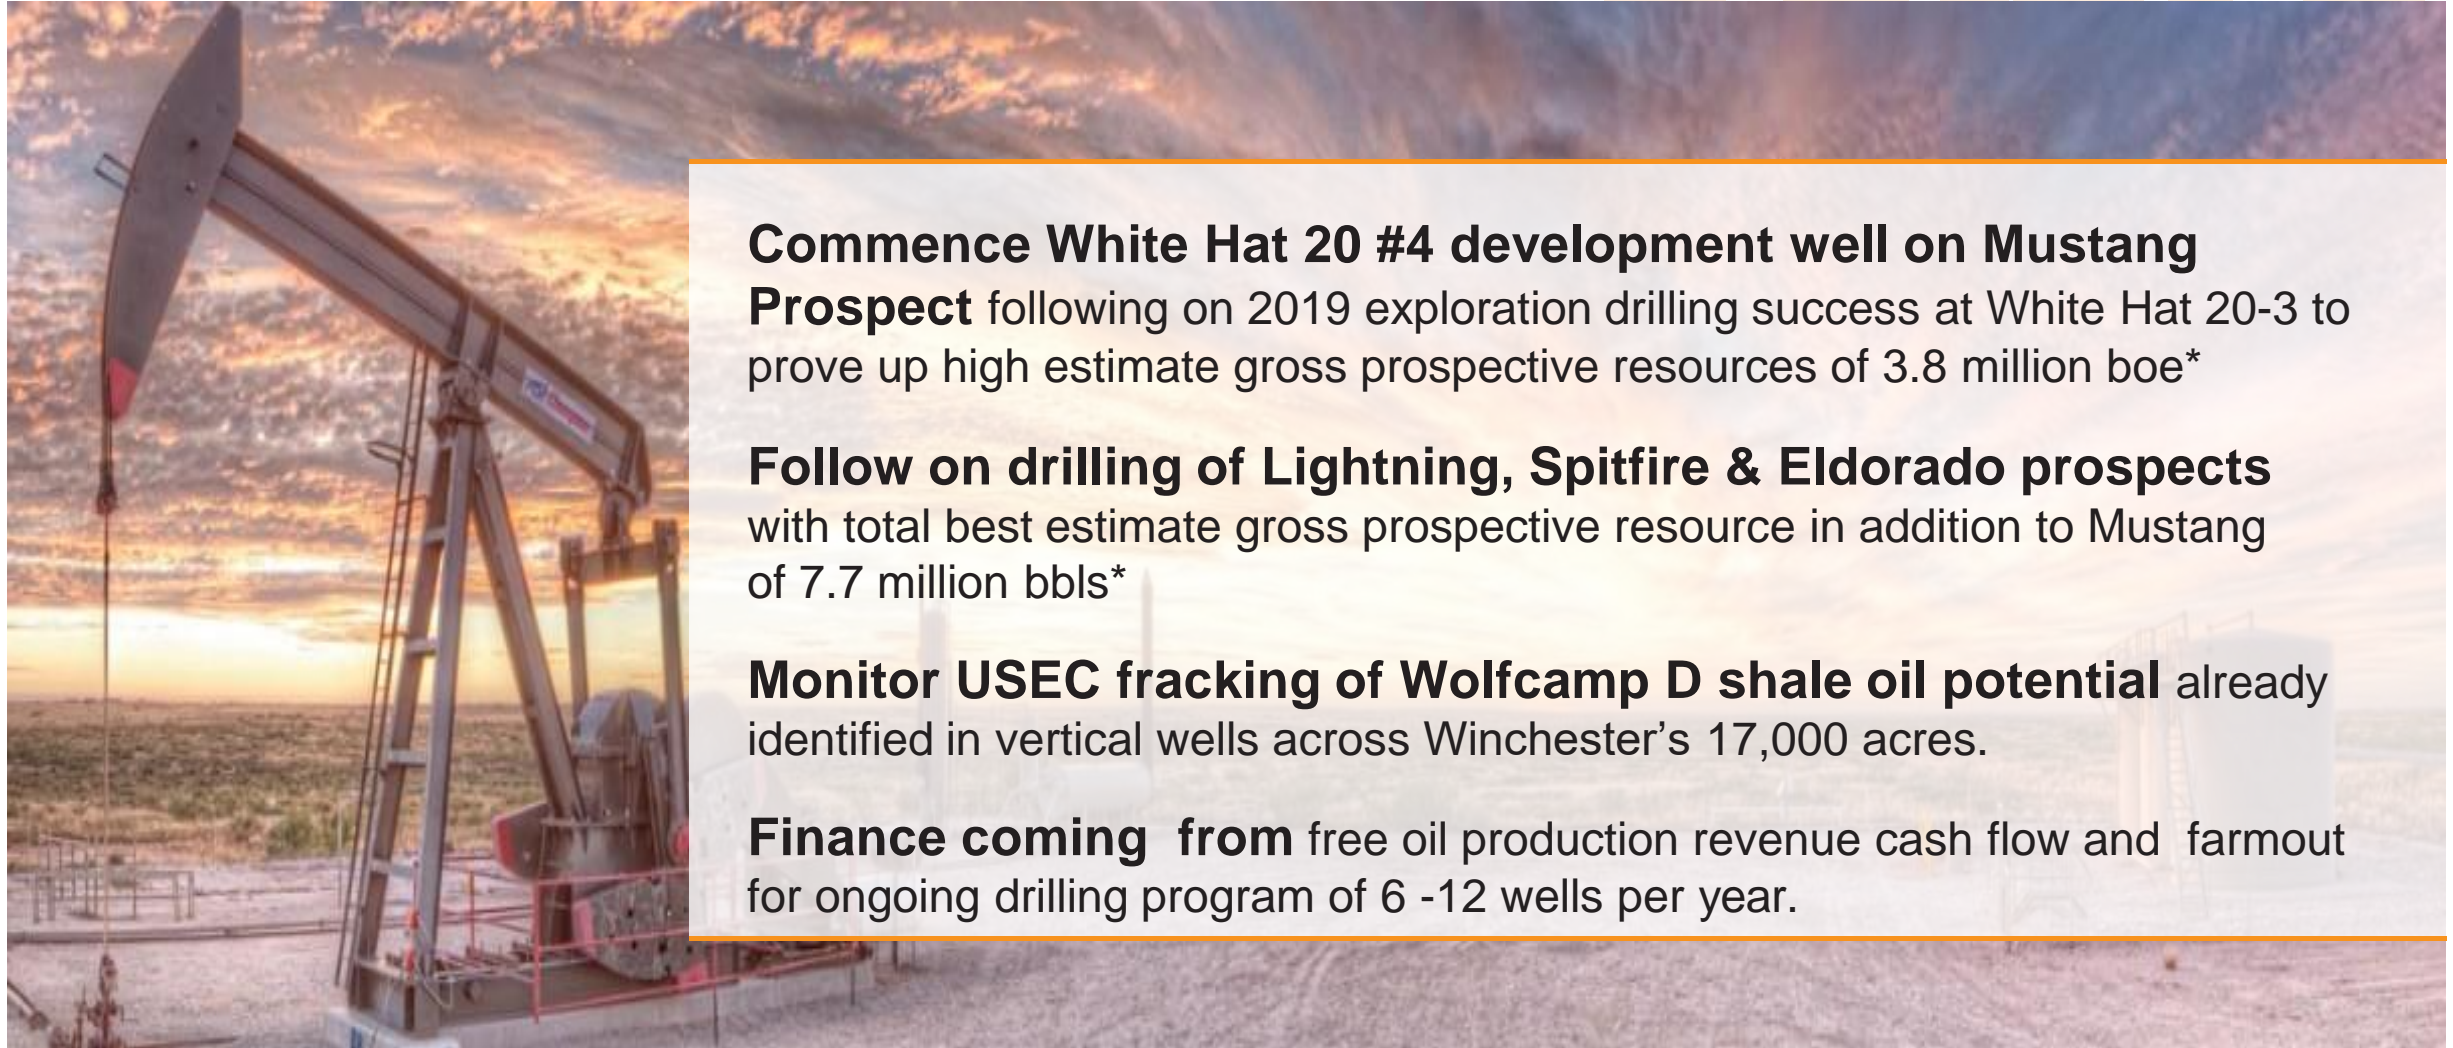 Commence White Hat 20 #4 development well on Mustang
Prospect following on 2019 exploration drilling success at White Hat 20-3 to
prove up high estimate gross prospective resources of 3.8 million boe*
Follow on drilling of Lightning, Spitfire & Eldorado prospects
with total best estimate gross prospective resource in addition to Mustang
of 7.7 million bbls*
Monitor USEC fracking of Wolfcamp D shale oil potential already
identified in vertical wells across Winchester’s 17,000 acres.
Finance coming  from free oil production revenue cash flow and  farmout
for ongoing drilling program of 6 -12 wells per year.